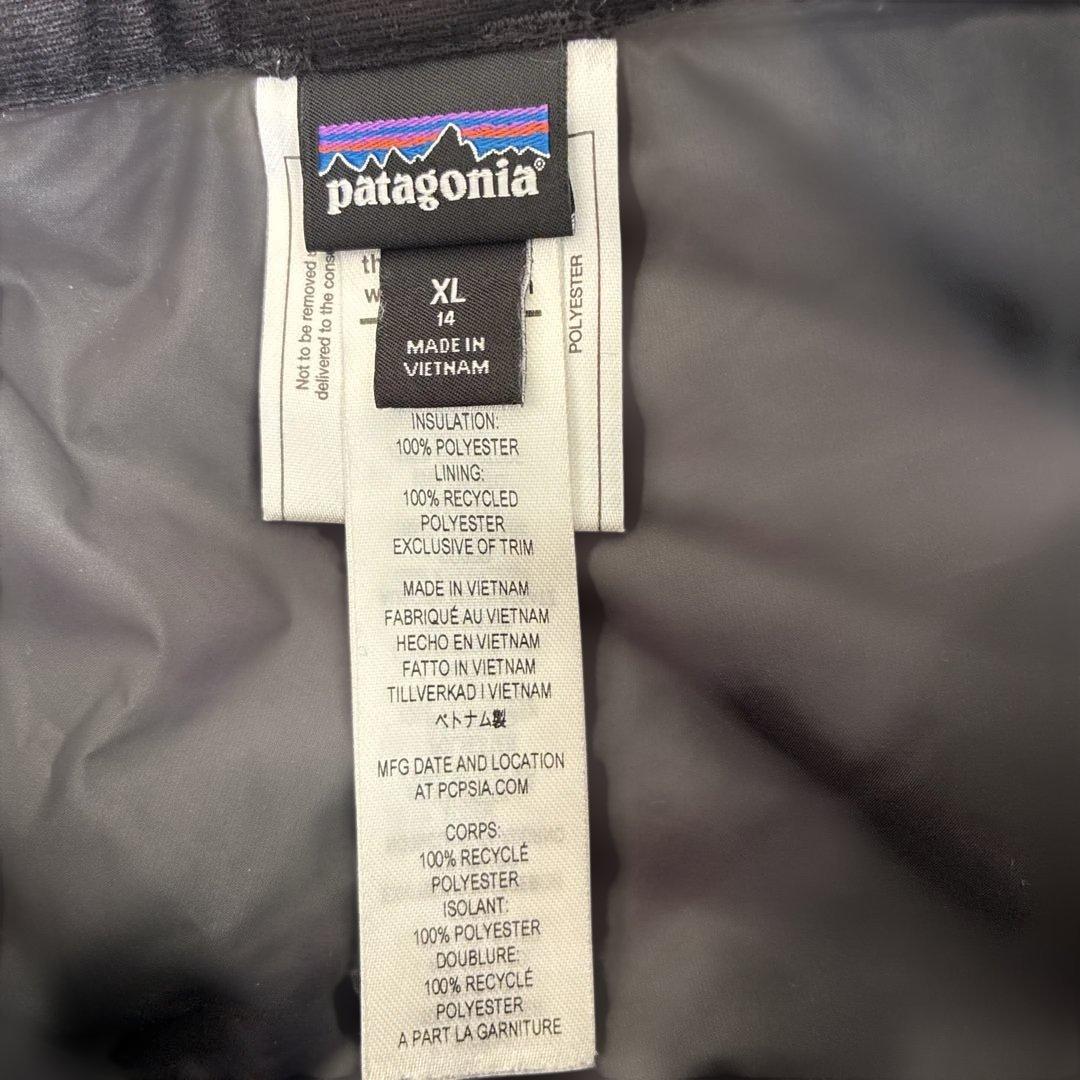 patagonia®
XL
14
MADE IN
VIETNAM
Not to be removed
delivered to the
POLYESTER
INSULATION:
100% POLYESTER
LINING:
100% RECYCLED
POLYESTER
EXCLUSIVE OF TRIM
MADE IN VIETNAM
FABRIQUÉ AU VIETNAM
HECHO EN VIETNAM
FATTO IN VIETNAM
TILLVERKAD I VIETNAM
ベトナム製
MFG DATE AND LOCATION
AT PCPSIA.COM
CORPS:
100% RECYCLÉ
POLYESTER
ISOLANT:
100% POLYESTER
DOUBLURE:
100% RECYCLÉ
POLYESTER
A PART LA GARNITURE